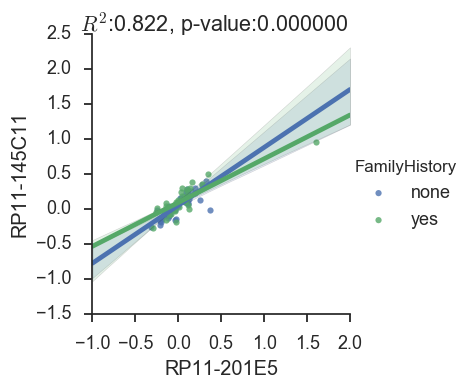 R²:0.822, p-value:0.000000
2.5
2.0
1.5
1.0
0.5
0.0
−0.5
−1.0
−1.5
RP11-145C11
FamilyHistory
none
yes
−1.0 −0.5 0.0 0.5 1.0 1.5 2.0
RP11-201E5